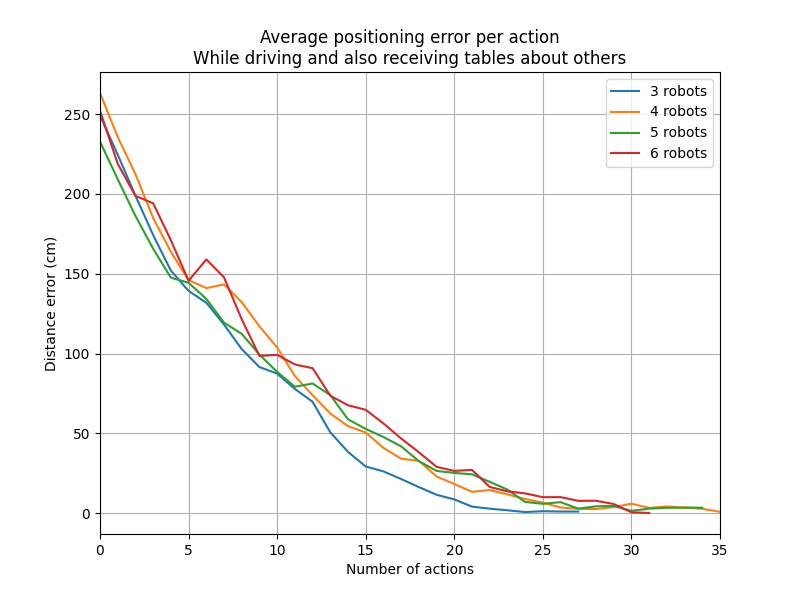 Average positioning error per action
While driving and also receiving tables about others
3 robots
4 robots
5 robots
6 robots
Distance error (cm)
250
200
150
100
50
0
0 5 10 15 20 25 30 35
Number of actions